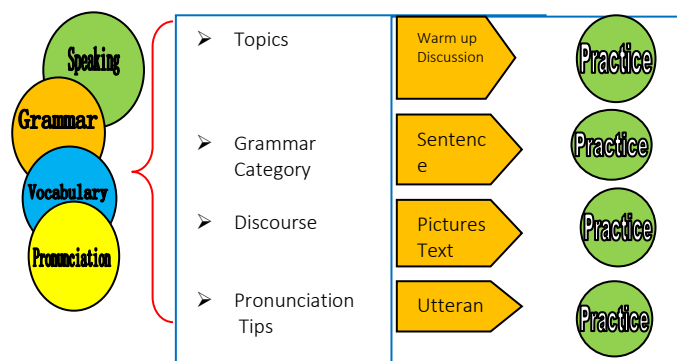 Speaking
Grammar
Vocabulary
Pronunciation
Topics
Warm up
Discussion
Practice
Grammar
Category
Sentenc
e
Practice
Discourse
Pictures
Text
Practice
Pronunciation
Tips
Utteran
Practice